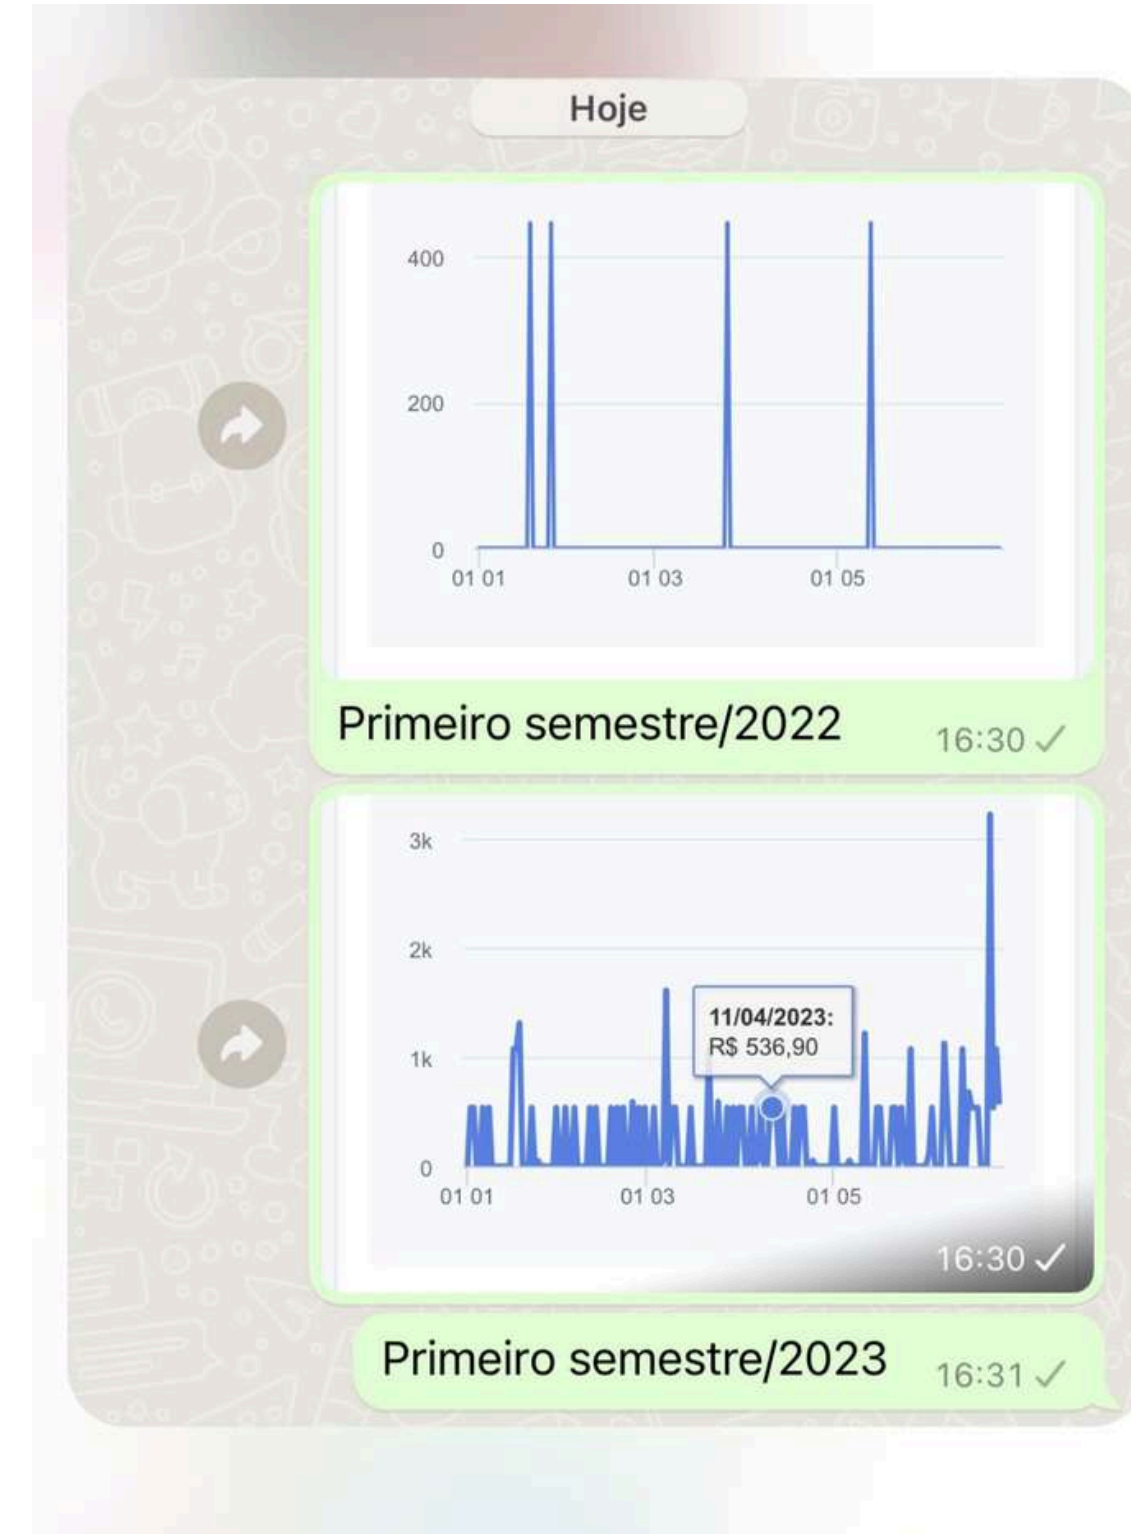 Hoje
400
200
0
01 01
01 03
01 05
Primeiro semestre/2022
16:30
3k
2k
11/04/2023:
R$ 536,90
1k
0
01 01
01 03
01 05
16:30
Primeiro semestre/2023
16:31